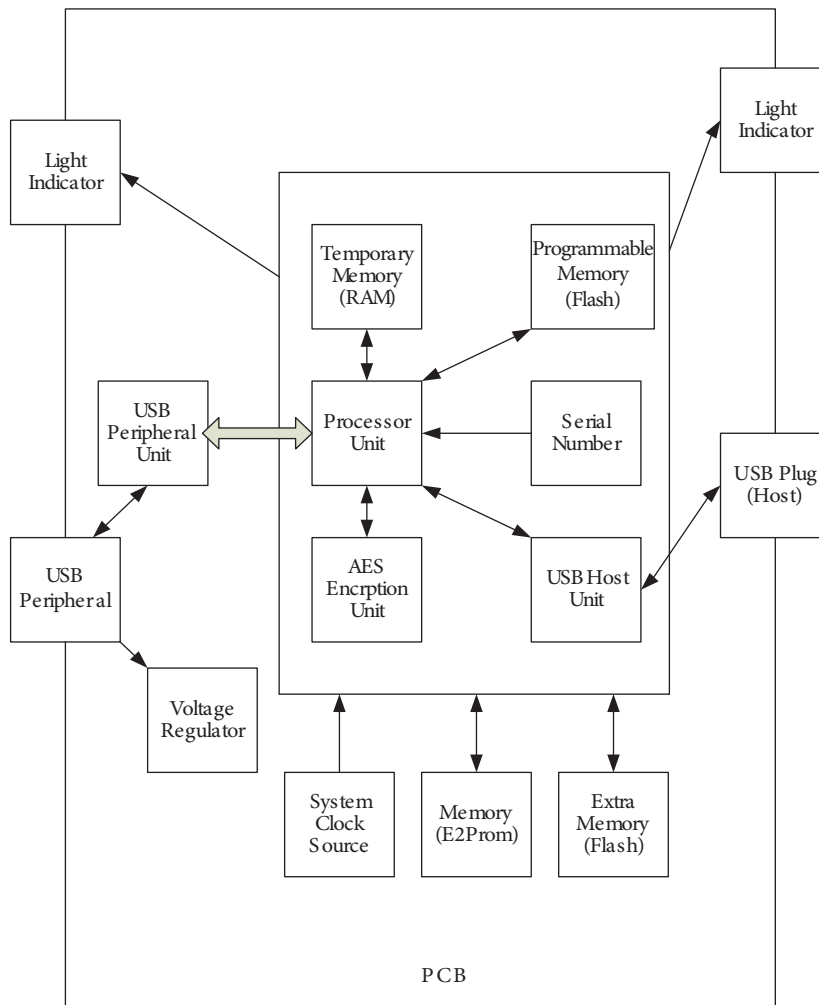 Light
Indicator
Light
Indicator
Temporary
Memory
(RAM)
Programmable
Memory
(Flash)
USB
Peripheral
Unit
Processor
Unit
Serial
Number
USB Plug
(Host)
USB
Peripheral
AES
Encrption
Unit
USB Host
Unit
Voltage
Regulator
System
Clock
Source
Memory
(E2Prom)
Extra
Memory
(Flash)
PCB